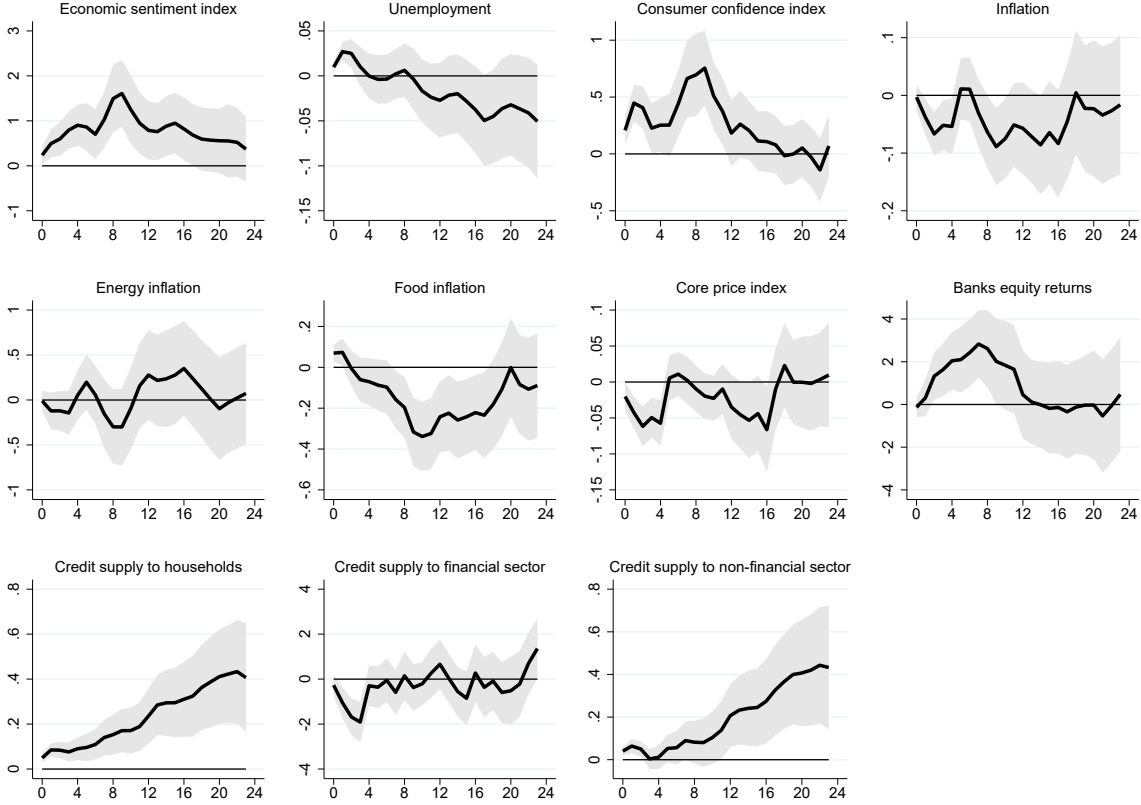 Economic sentiment index
3
2
1
0
-1
0 4 8 12 16 20 24
Unemployment
.05
0
-.05
-.1
-.15
0 4 8 12 16 20 24
Consumer confidence index
1
.5
0
-.5
0 4 8 12 16 20 24
Inflation
.1
0
-.1
-.2
0 4 8 12 16 20 24
Energy inflation
1
.5
0
-.5
-1
0 4 8 12 16 20 24
Food inflation
.2
0
-.2
-.4
-.6
0 4 8 12 16 20 24
Core price index
.1
.05
0
-.05
-.1
-.15
0 4 8 12 16 20 24
Banks equity returns
4
2
0
-2
-4
0 4 8 12 16 20 24
Credit supply to households
.8
.6
.4
.2
0
0 4 8 12 16 20 24
Credit supply to financial sector
4
2
0
-2
-4
0 4 8 12 16 20 24
Credit supply to non-financial sector
.8
.6
.4
.2
0
0 4 8 12 16 20 24